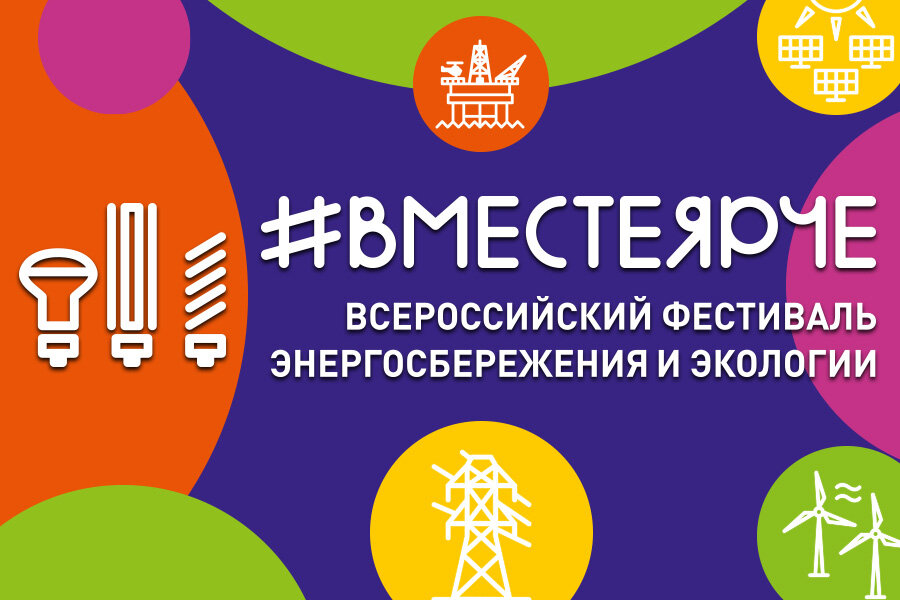 #ВМЕСТЕЯРЧЕ
ВСЕРОССИЙСКИЙ ФЕСТИВАЛЬ
ЭНЕРГОСБЕРЕЖЕНИЯ И ЭКОЛОГИИ